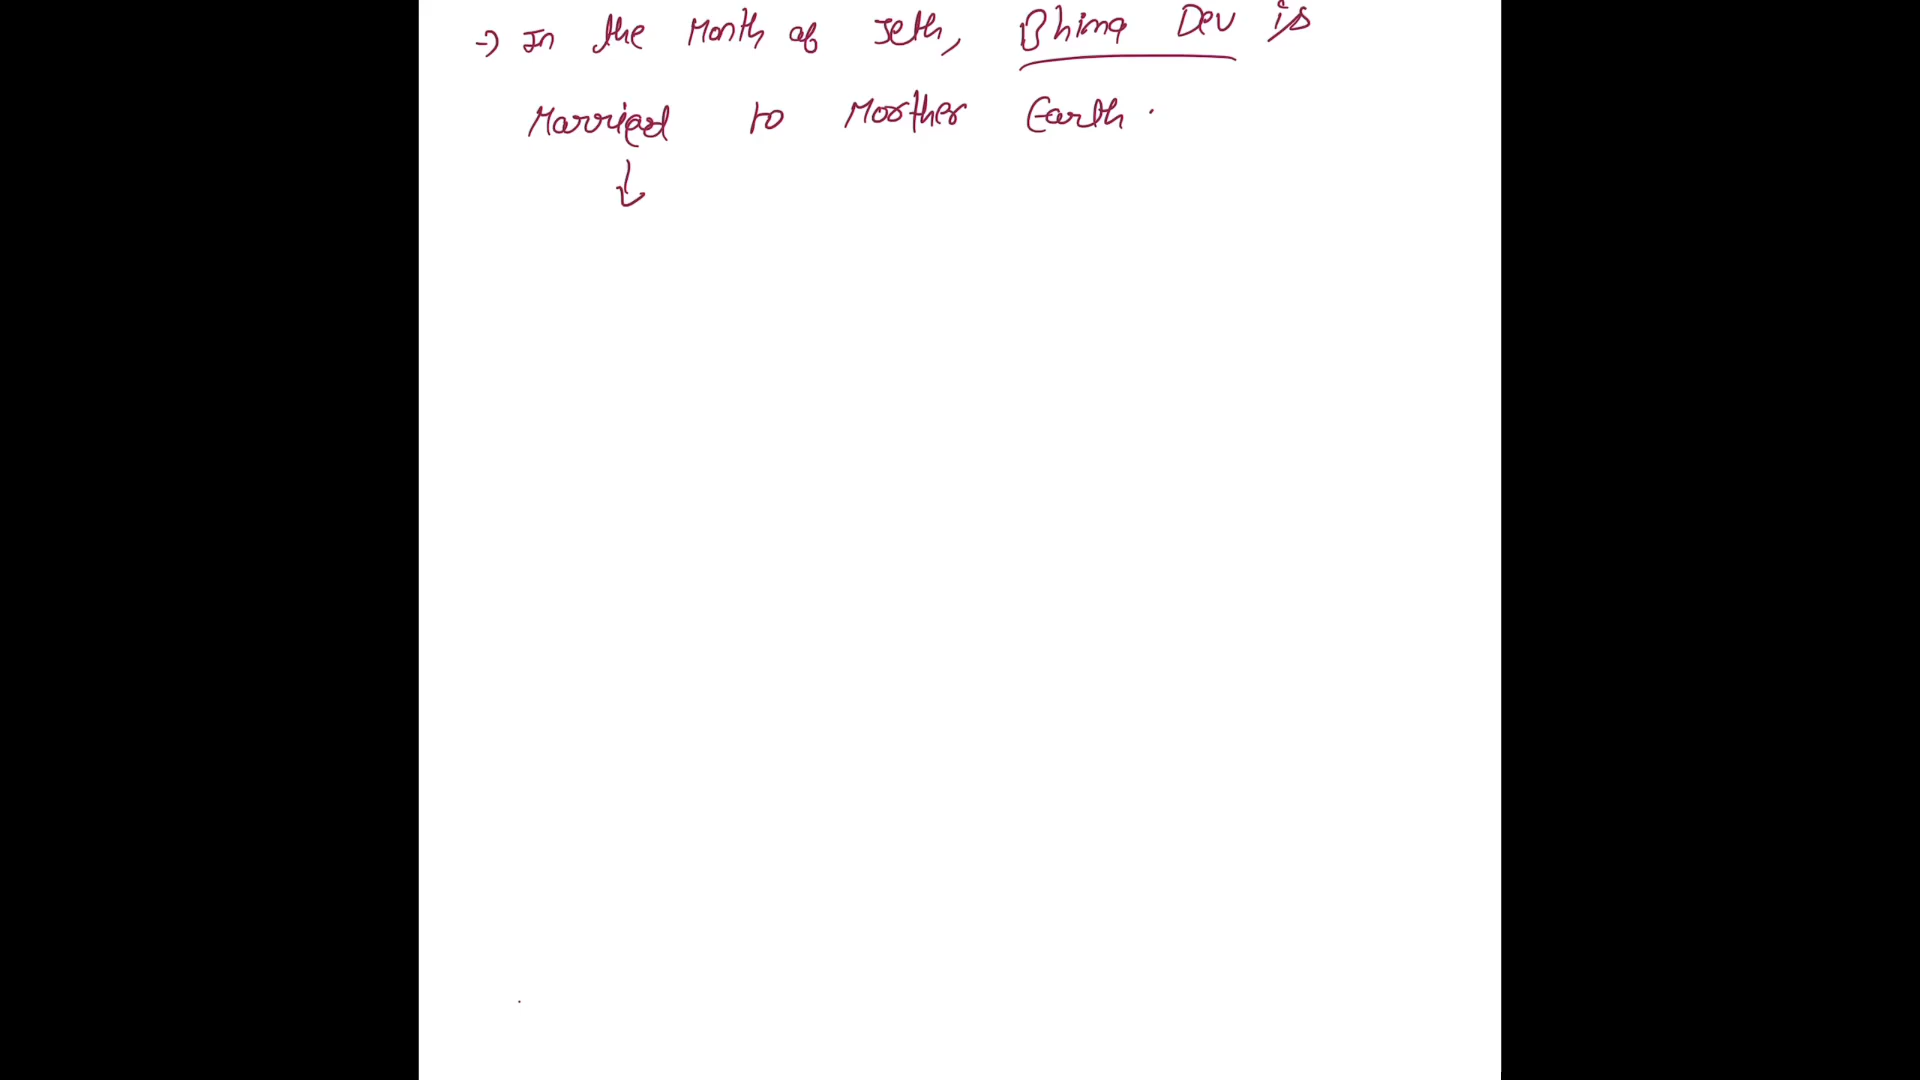 → In the Month of Jeth, Bhima Dev is
Married to Mother Earth.
↓